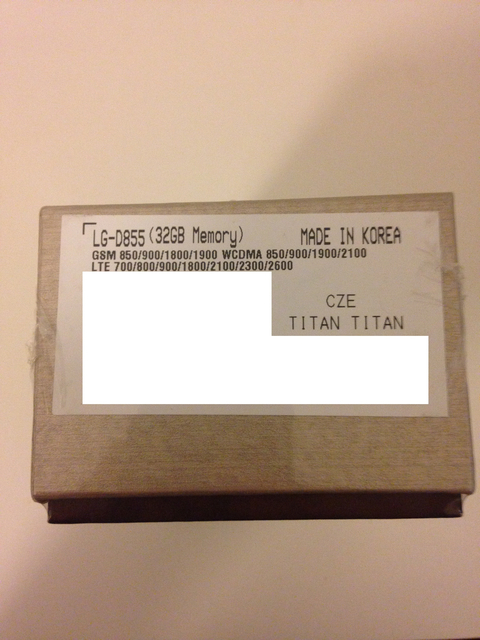 LG-D855 (32GB Memory) MADE IN KOREA
GSM 850/900/1800/1900 WCDMA 850/900/1900/2100
LTE 700/800/900/1800/2100/2300/2600
CZE
TITAN TITAN